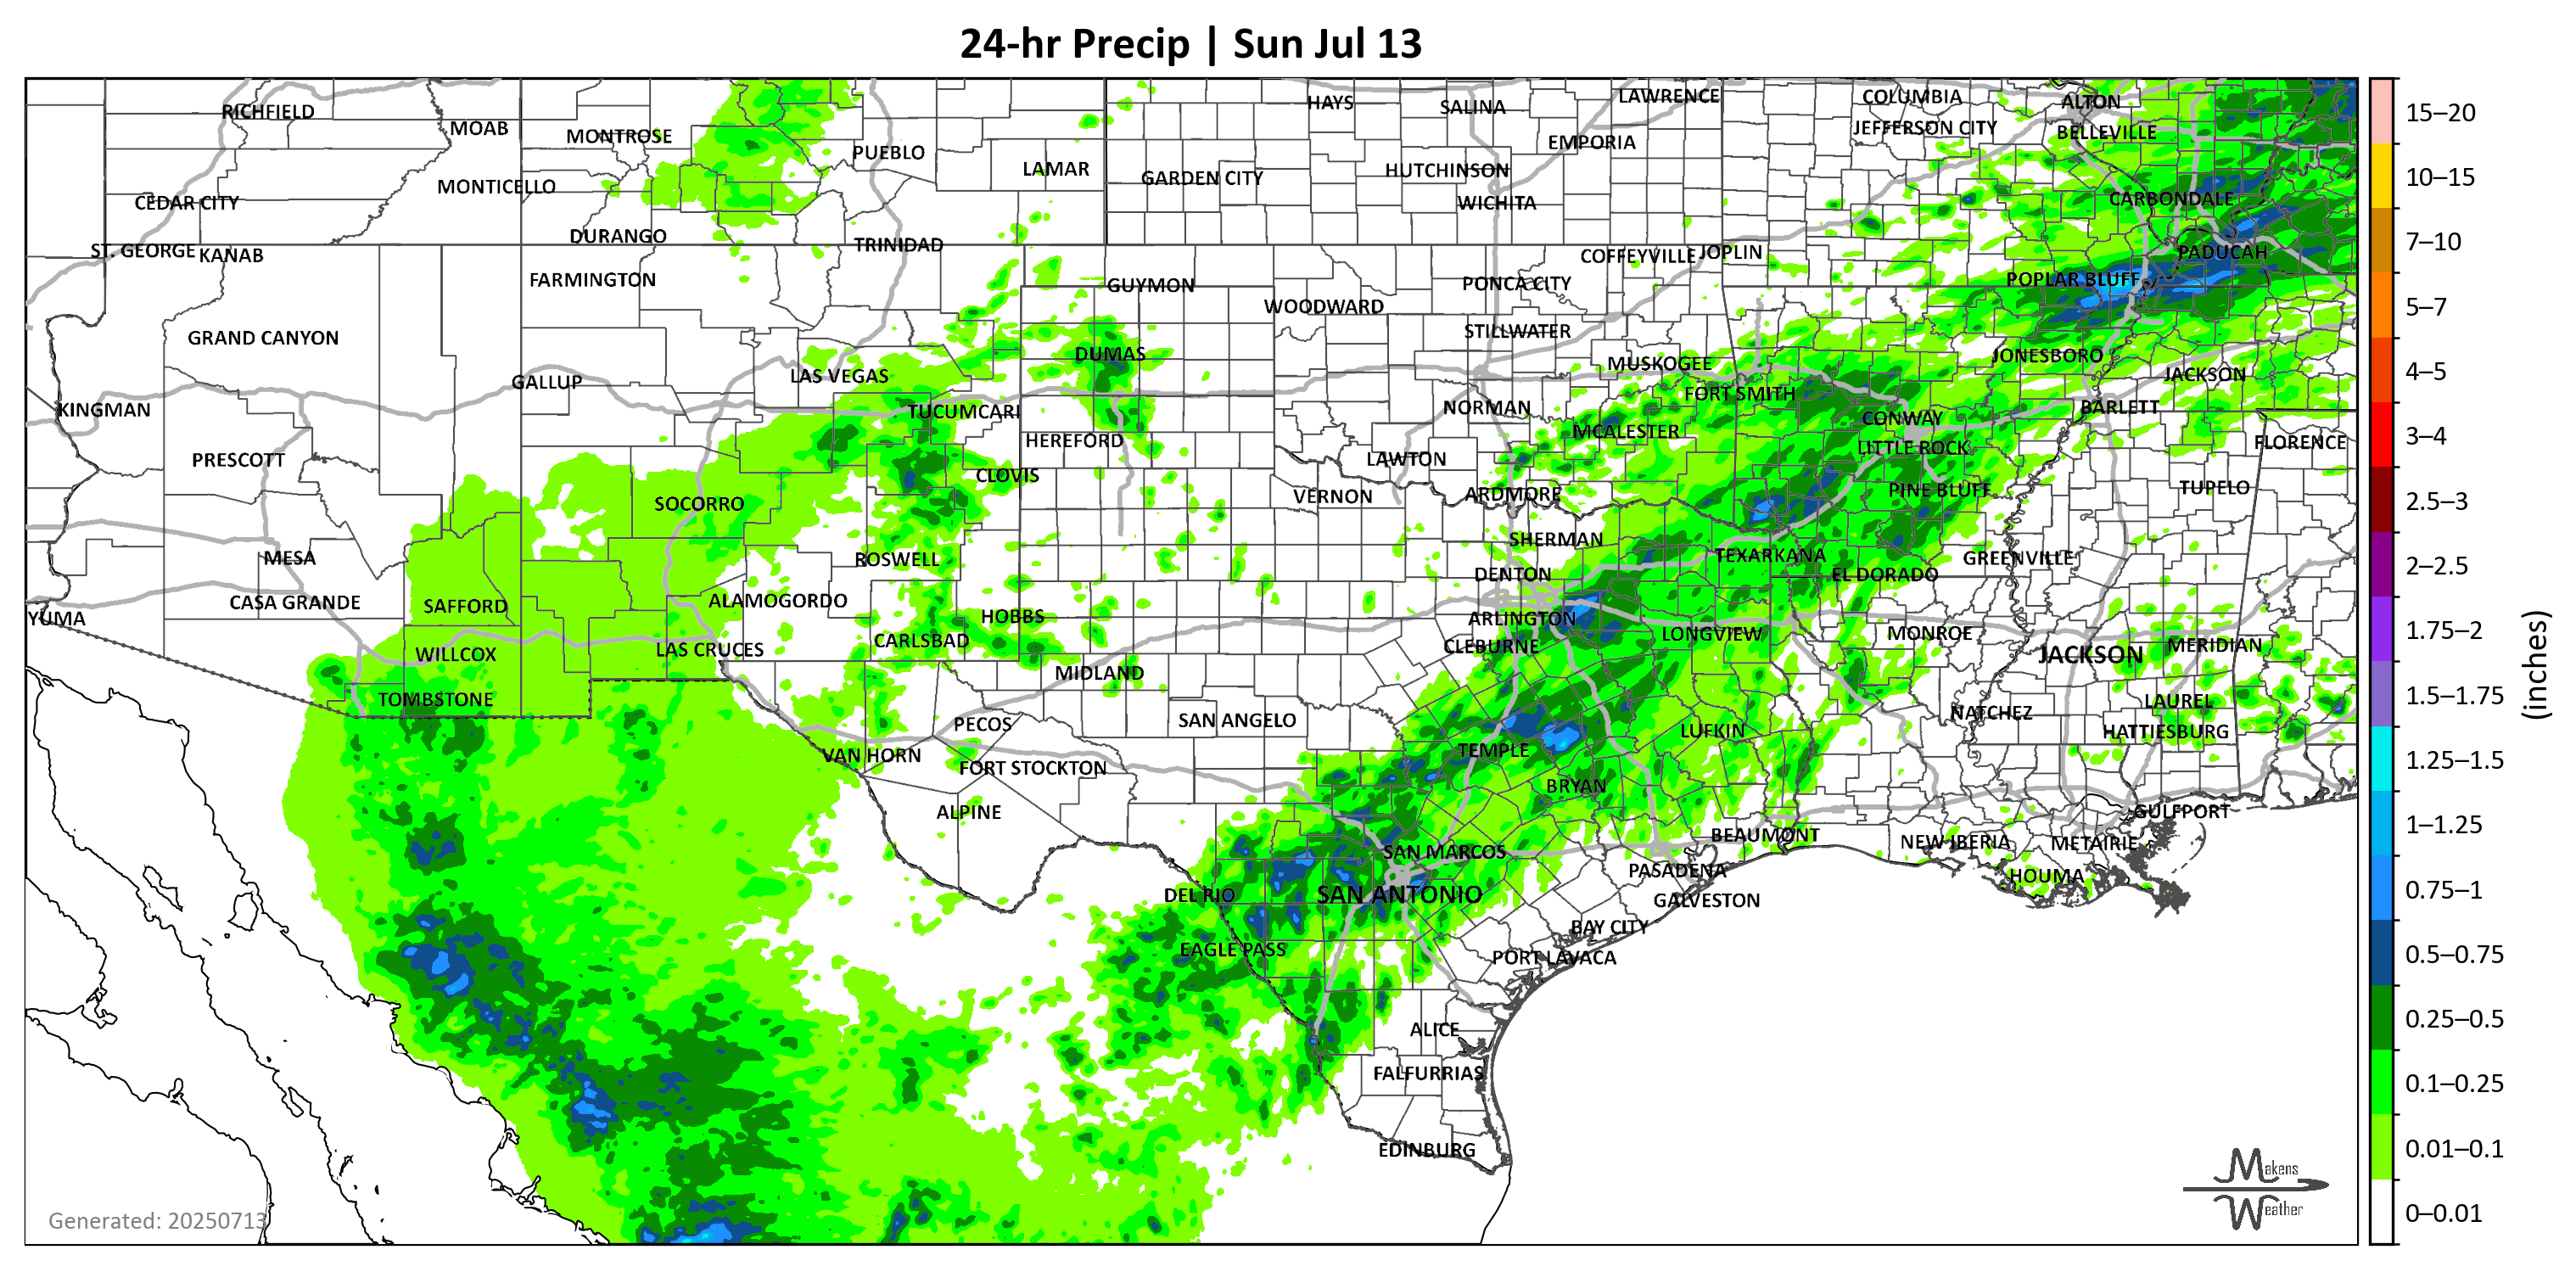 24-hr Precip | Sun Jul 13
RICHFIELD
MOAB
MONTROSE
PUEBLO
LAMAR
HAYS
SALINA
LAWRENCE
COLUMBIA
ALTON
JEFFERSON CITY
BELLEVILLE
EMPORIA
HUTCHINSON
GARDEN CITY
WICHITA
MONTICELLO
CEDAR CITY
CARBONDALE
DURANGO
TRINIDAD
ST. GEORGE
KANAB
COFFEYVILLE
JOPLIN
PADUCAH
FARMINGTON
GUYMON
PONCA CITY
POPLAR BLUFF
WOODWARD
GRAND CANYON
STILLWATER
DUMAS
JONESBORO
MUSKOGEE
LAS VEGAS
GALLUP
JACKSON
FORT SMITH
KINGMAN
TUCUMCARI
NORMAN
BARLETT
CONWAY
MCALESTER
HEREFORD
LITTLE ROCK
FLORENCE
PRESCOTT
LAWTON
CLOVIS
TUPELO
SOCORRO
VERNON
ARDMORE
PINE BLUFF
MESA
ROSWELL
SHERMAN
TEXARKANA
GREENVILLE
DENTON
EL DORADO
CASA GRANDE
SAFFORD
ALAMOGORDO
HOBBS
YUMA
ARLINGTON
CARLSBAD
CLEBURNE
LONGVIEW
MONROE
MERIDIAN
WILLCOX
LAS CRUCES
JACKSON
MIDLAND
TOMBSTONE
LAUREL
NATCHEZ
PECOS
SAN ANGELO
LUFKIN
HATTIESBURG
VAN HORN
TEMPLE
FORT STOCKTON
BRYAN
ALPINE
GULFPORT
BEAUMONT
SAN MARCOS
NEW IBERIA
METAIRIE
PASADENA
HOUMA
DEL RIO
SAN ANTONIO
GALVESTON
BAY CITY
EAGLE PASS
PORT LAVACA
ALICE
FALFURRIAS
EDINBURG
Generated: 20250713
Makens
Weather
15–20
10–15
7–10
5–7
4–5
3–4
2.5–3
2–2.5
1.75–2
1.5–1.75
1.25–1.5
1–1.25
0.75–1
0.5–0.75
0.25–0.5
0.1–0.25
0.01–0.1
0–0.01
(inches)